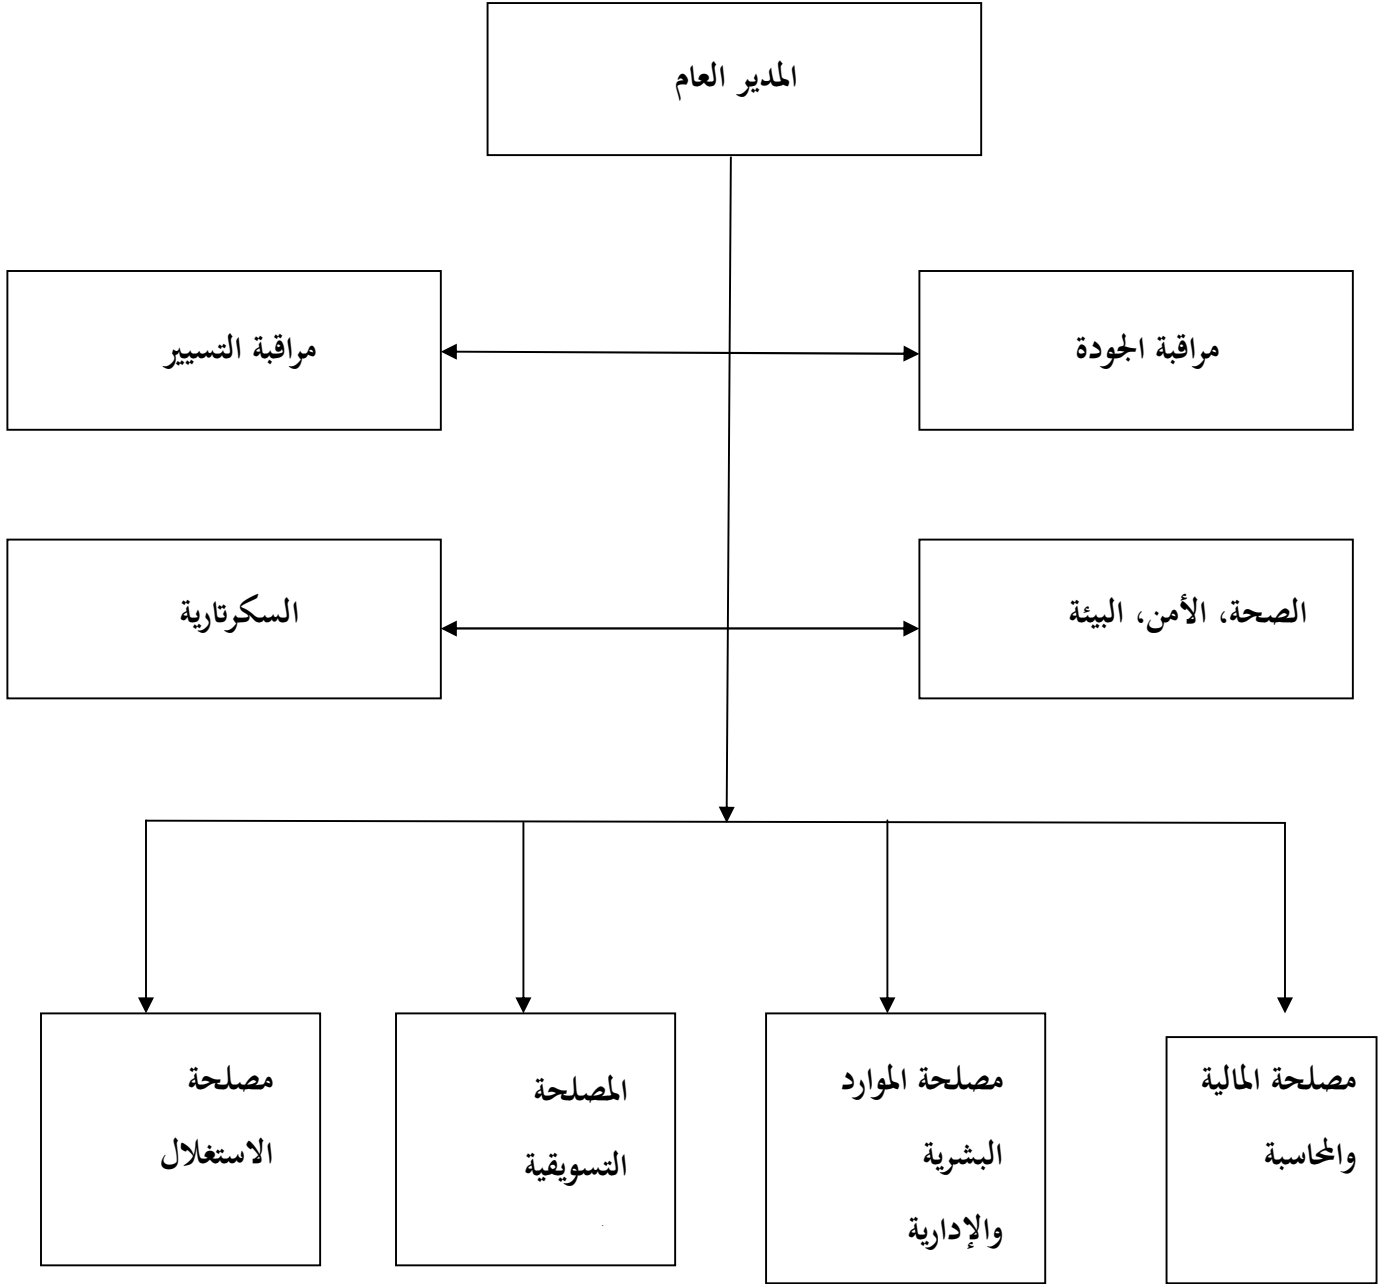 المدير العام
مراقبة الجودة
مراقبة التسيير
الصحة، الأمن، البيئة
السكرتارية
مصلحة المالية
والمحاسبة
مصلحة الموارد
البشرية
والإدارية
المصلحة
التسويقية
مصلحة
الاستغلال